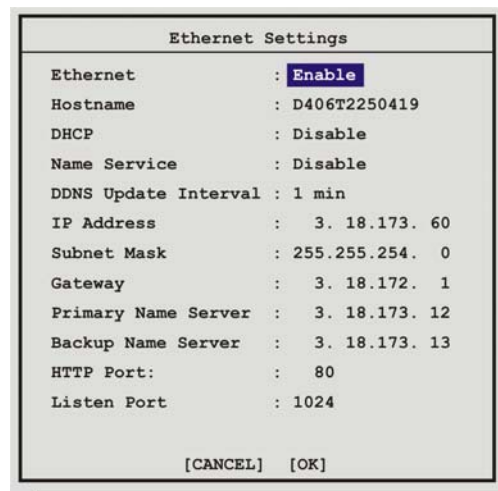 Ethernet Settings
Ethernet : Enable
Hostname : D406T2250419
DHCP : Disable
Name Service : Disable
DDNS Update Interval : 1 min
IP Address : 3. 18.173. 60
Subnet Mask : 255.255.254. 0
Gateway : 3. 18.172. 1
Primary Name Server : 3. 18.173. 12
Backup Name Server : 3. 18.173. 13
HTTP Port: : 80
Listen Port : 1024
[CANCEL] [OK]